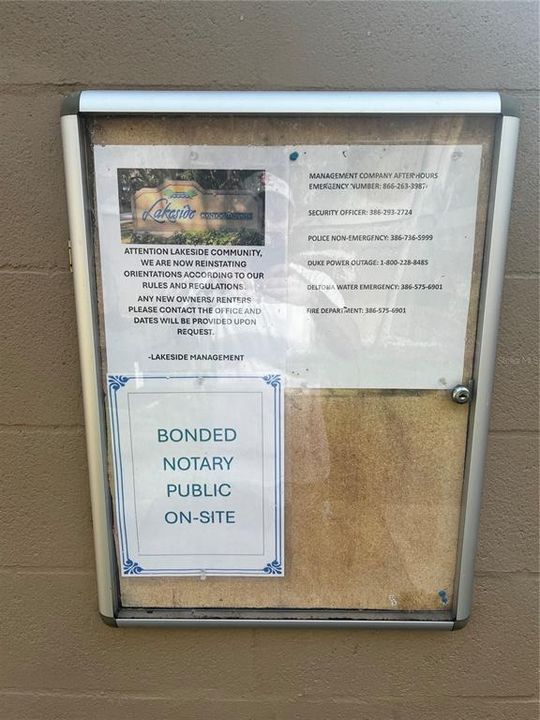 Lakeside CONDOMINIUMS
ATTENTION LAKESIDE COMMUNITY,
WE ARE NOW REINSTATING
ORIENTATIONS ACCORDING TO OUR
RULES AND REGULATIONS.
ANY NEW OWNERS/ RENTERS
PLEASE CONTACT THE OFFICE AND
DATES WILL BE PROVIDED UPON
REQUEST.
-LAKESIDE MANAGEMENT
MANAGEMENT COMPANY AFTER HOURS
EMERGENCY NUMBER: 866-263-3987
SECURITY OFFICER: 386-293-2724
POLICE NON-EMERGENCY: 386-736-5999
DUKE POWER OUTAGE: 1-800-228-8485
DELTONA WATER EMERGENCY: 386-575-6901
FIRE DEPARTMENT: 386-575-6901
BONDED
NOTARY
PUBLIC
ON-SITE